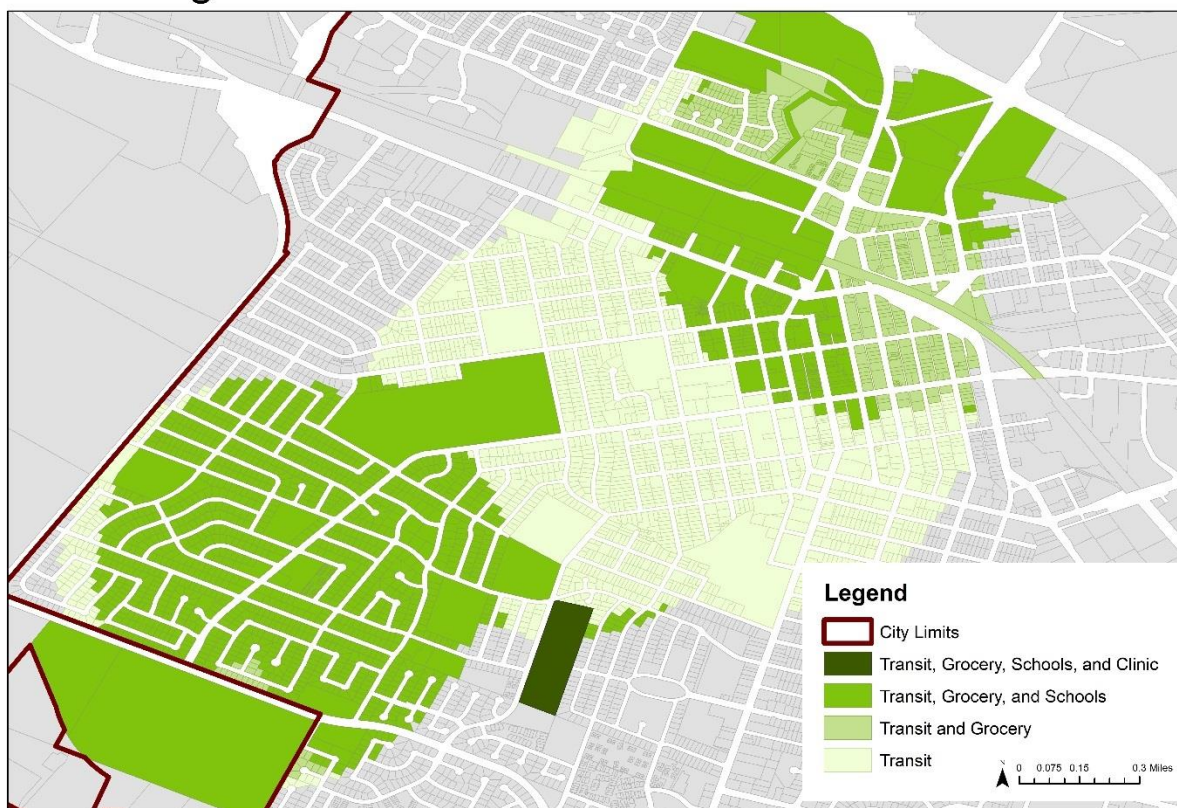 Legend
City Limits
Transit, Grocery, Schools, and Clinic
Transit, Grocery, and Schools
Transit and Grocery
Transit
N
0 0.075 0.15 0.3 Miles